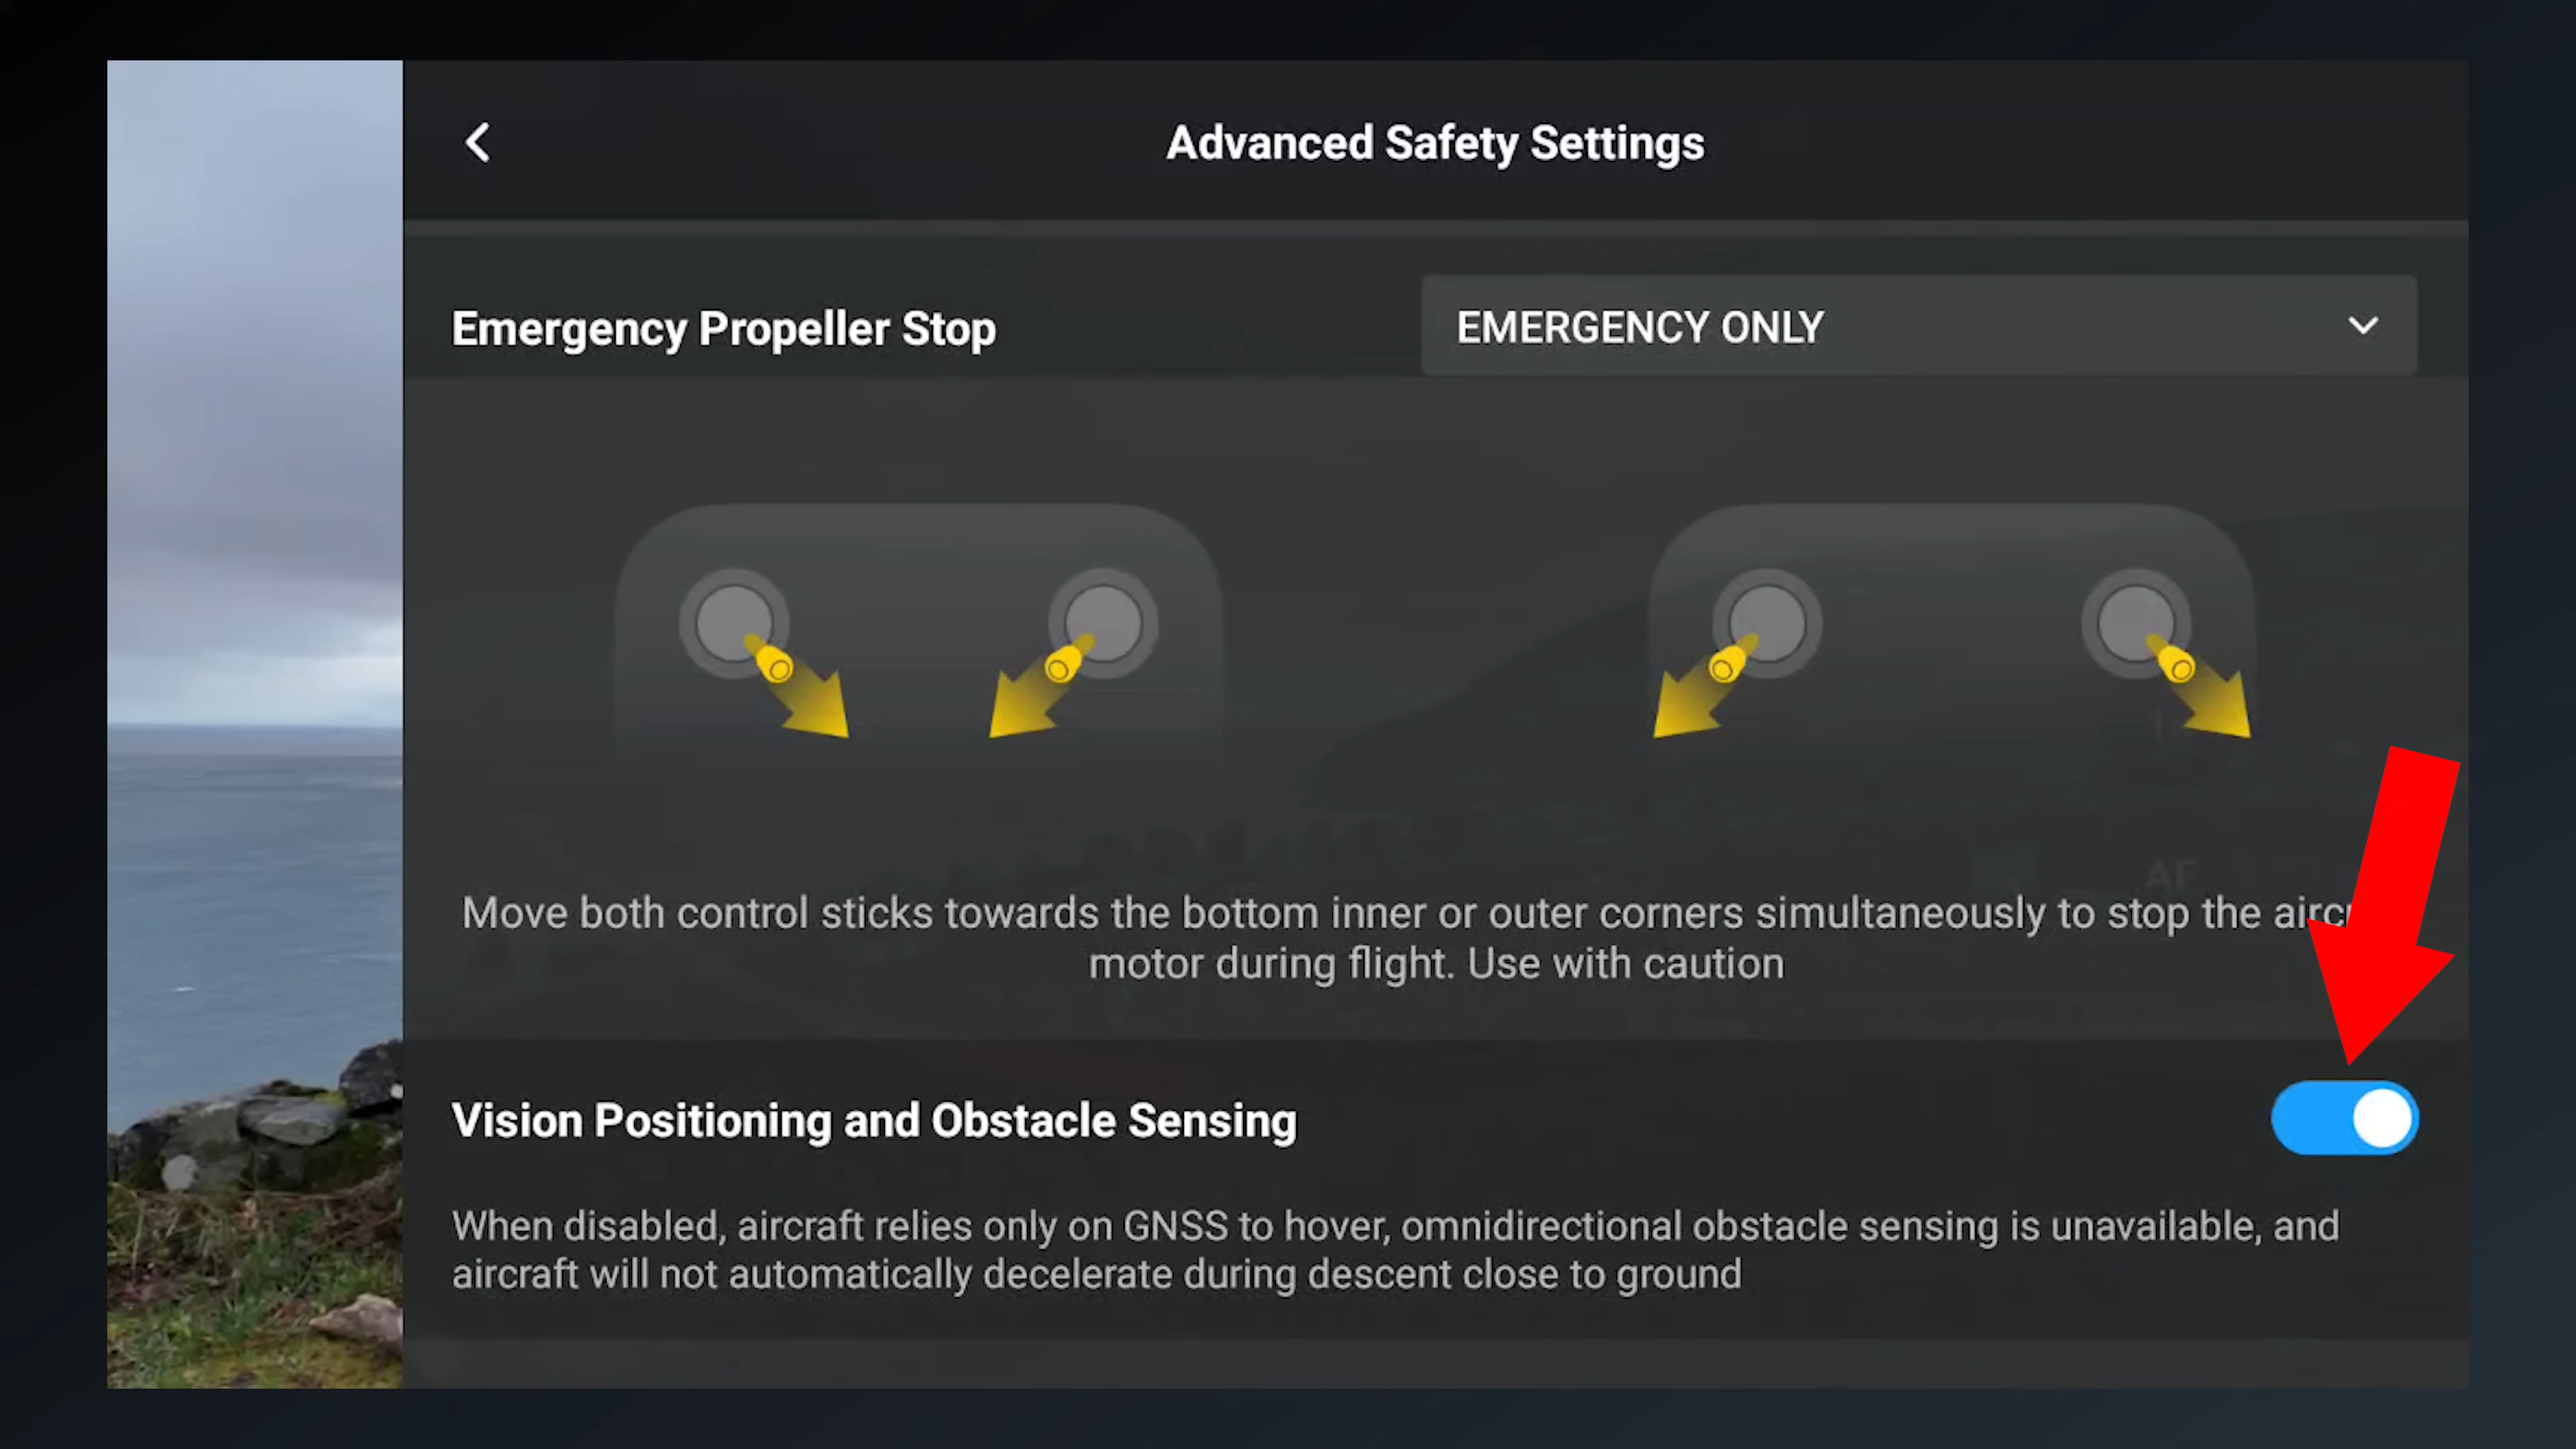 Advanced Safety Settings
Emergency Propeller Stop
EMERGENCY ONLY
AF
Move both control sticks towards the bottom inner or outer corners simultaneously to stop the
motor during flight. Use with caution
Vision Positioning and Obstacle Sensing
When disabled, aircraft relies only on GNSS to hover, omnidirectional obstacle sensing is unavailable, and
aircraft will not automatically decelerate during descent close to ground